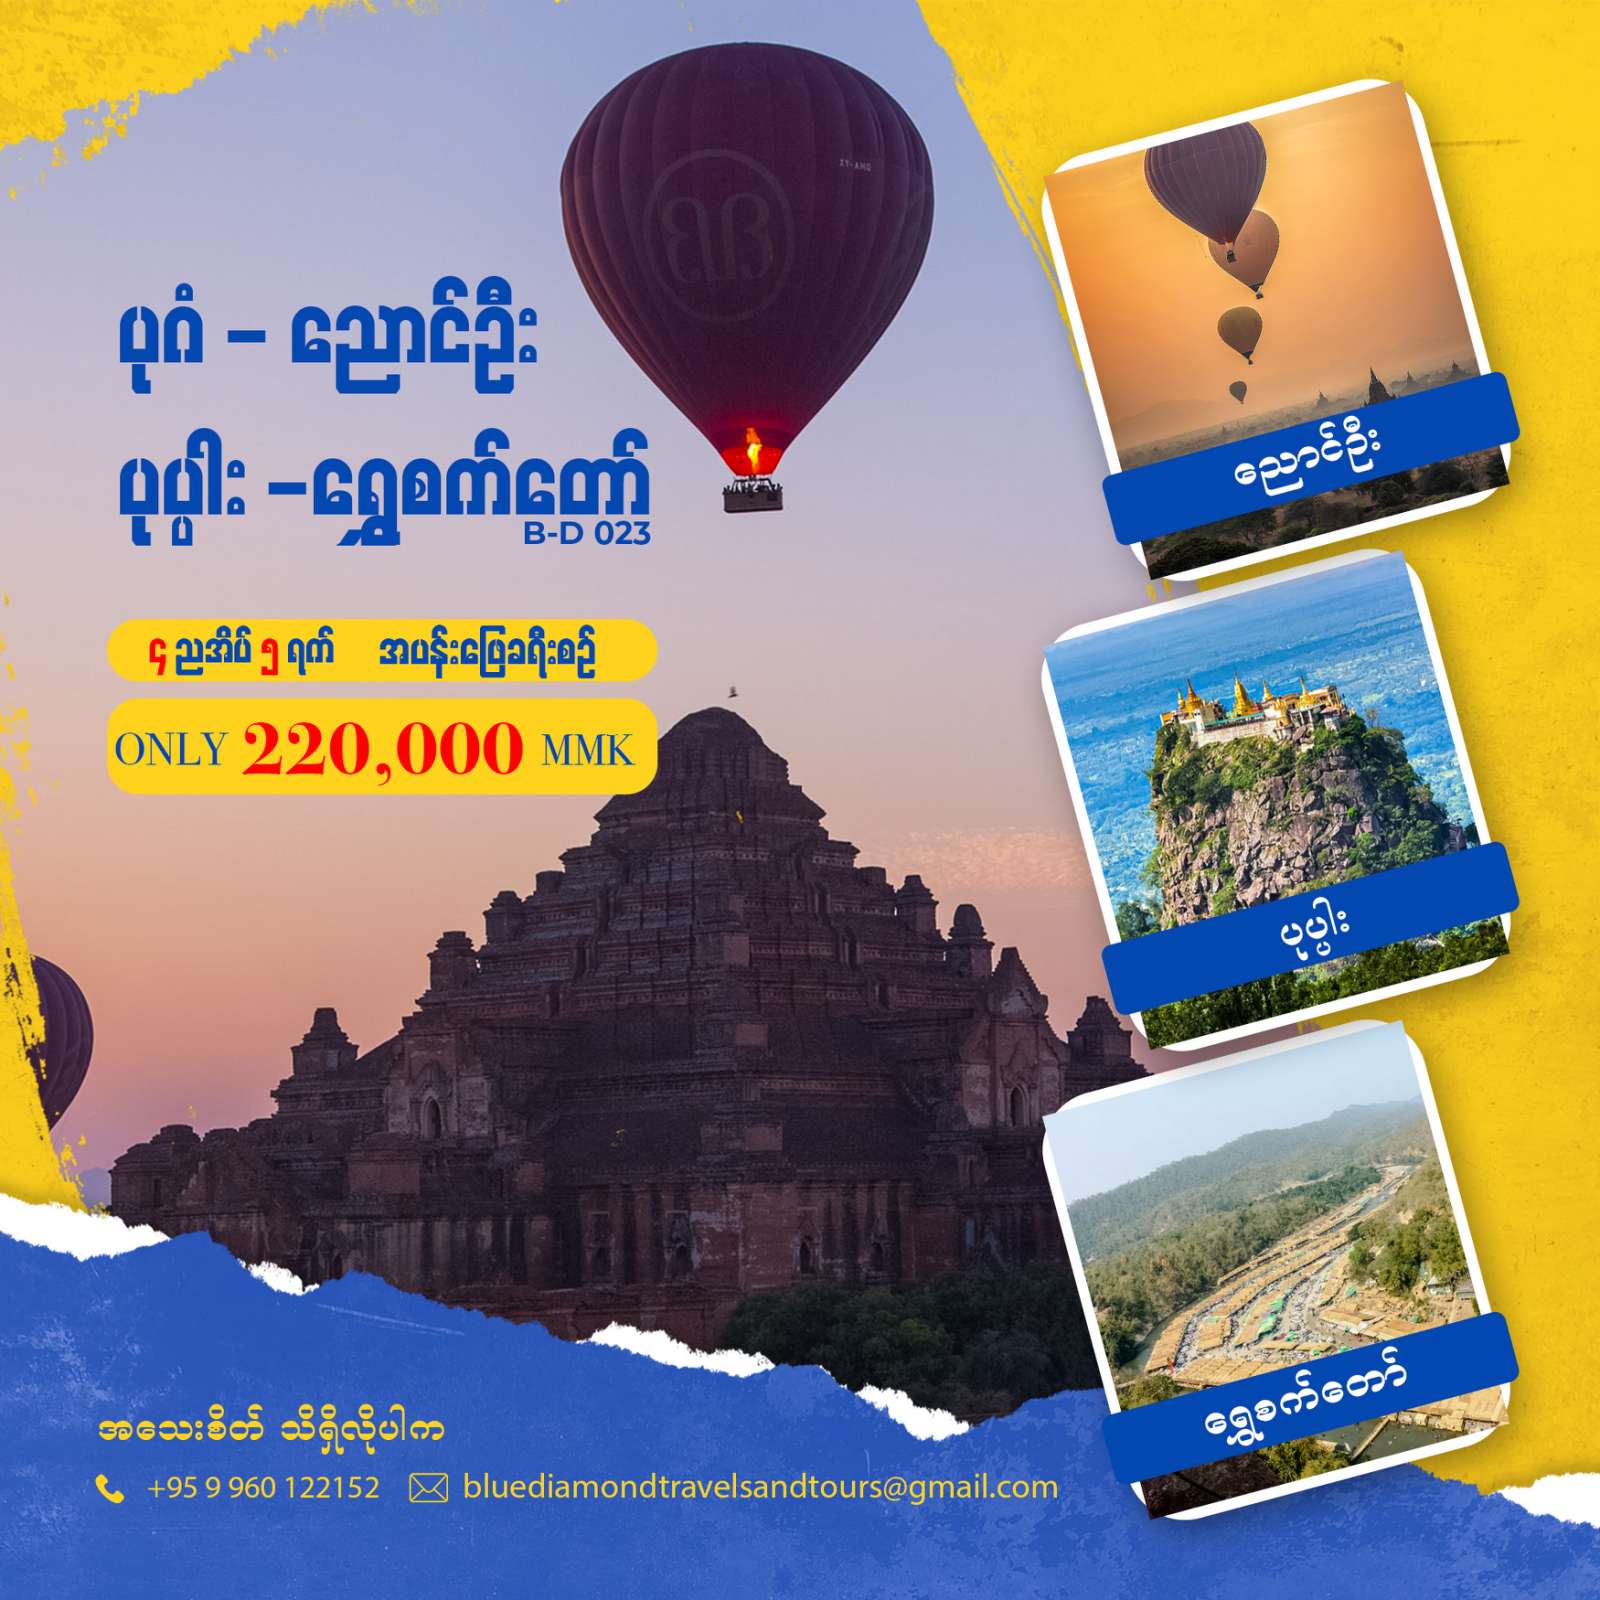 ပုဂံ – ညောင်ဦး
ပုပ္ပါး –ရွှေစက်တော်
B-D 023
၄ ညအိပ် ၅ ရက် အပန်းဖြေခရီးစဉ်
ONLY 220,000 MMK
ညောင်ဦး
ပုပ္ပါး
ရွှေစက်တော်
အသေးစိတ် သိရှိလိုပါက
+95 9 960 122152 bluediamondtravelsandtours@gmail.com